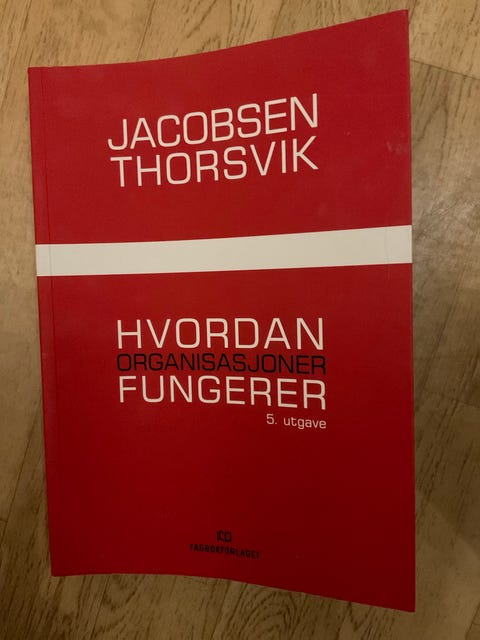 JACOBSEN
THORSVIK
HVORDAN
ORGANISASJONER
FUNGERER
5. utgave
FAGBOKFORLAGET